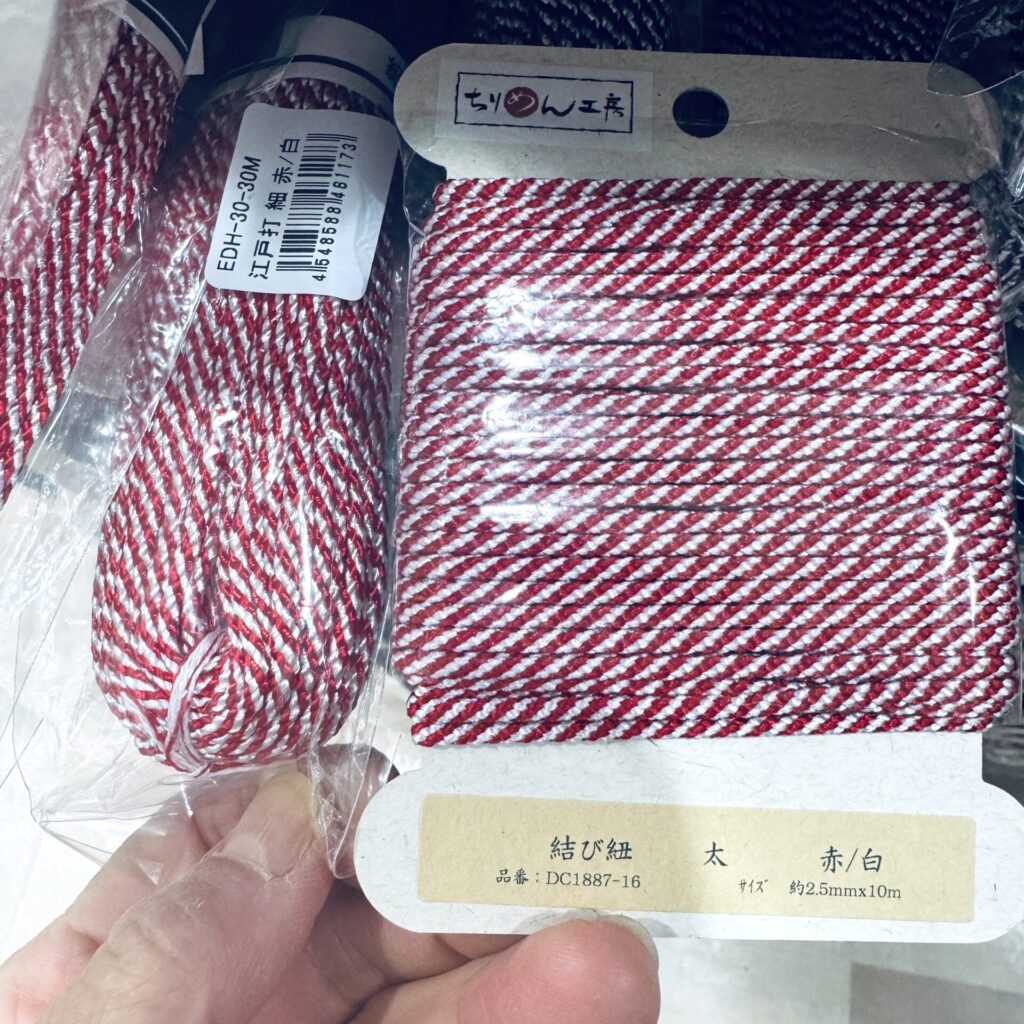 EDH-30-30M
江戸打 細 赤/白
4548588481173
ちりめん工房
結び紐 太 赤/白
品番：DC1887-16 ｻｲｽﾞ 約2.5mmx10m